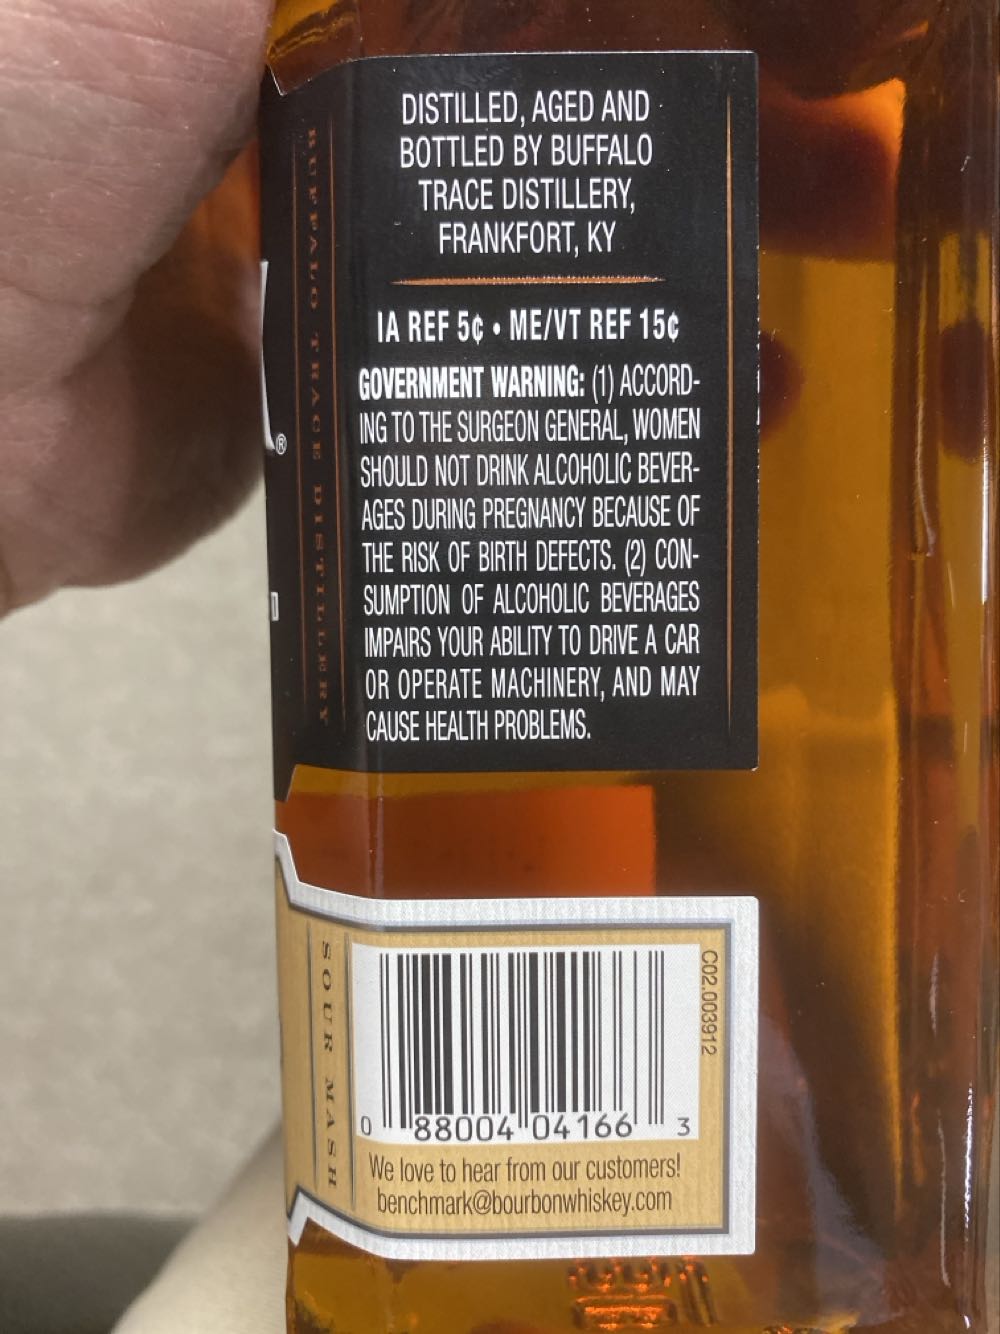 DISTILLED, AGED AND
BOTTLED BY BUFFALO
TRACE DISTILLERY,
FRANKFORT, KY
IA REF 5¢ • ME/VT REF 15¢
GOVERNMENT WARNING: (1) ACCORD-
ING TO THE SURGEON GENERAL, WOMEN
SHOULD NOT DRINK ALCOHOLIC BEVER-
AGES DURING PREGNANCY BECAUSE OF
THE RISK OF BIRTH DEFECTS. (2) CON-
SUMPTION OF ALCOHOLIC BEVERAGES
IMPAIRS YOUR ABILITY TO DRIVE A CAR
OR OPERATE MACHINERY, AND MAY
CAUSE HEALTH PROBLEMS.
BUFFALO TRACE DISTILLERY
®
SOUR MASH
C02.003912
0 88004 04166 3
We love to hear from our customers!
benchmark@bourbonwhiskey.com